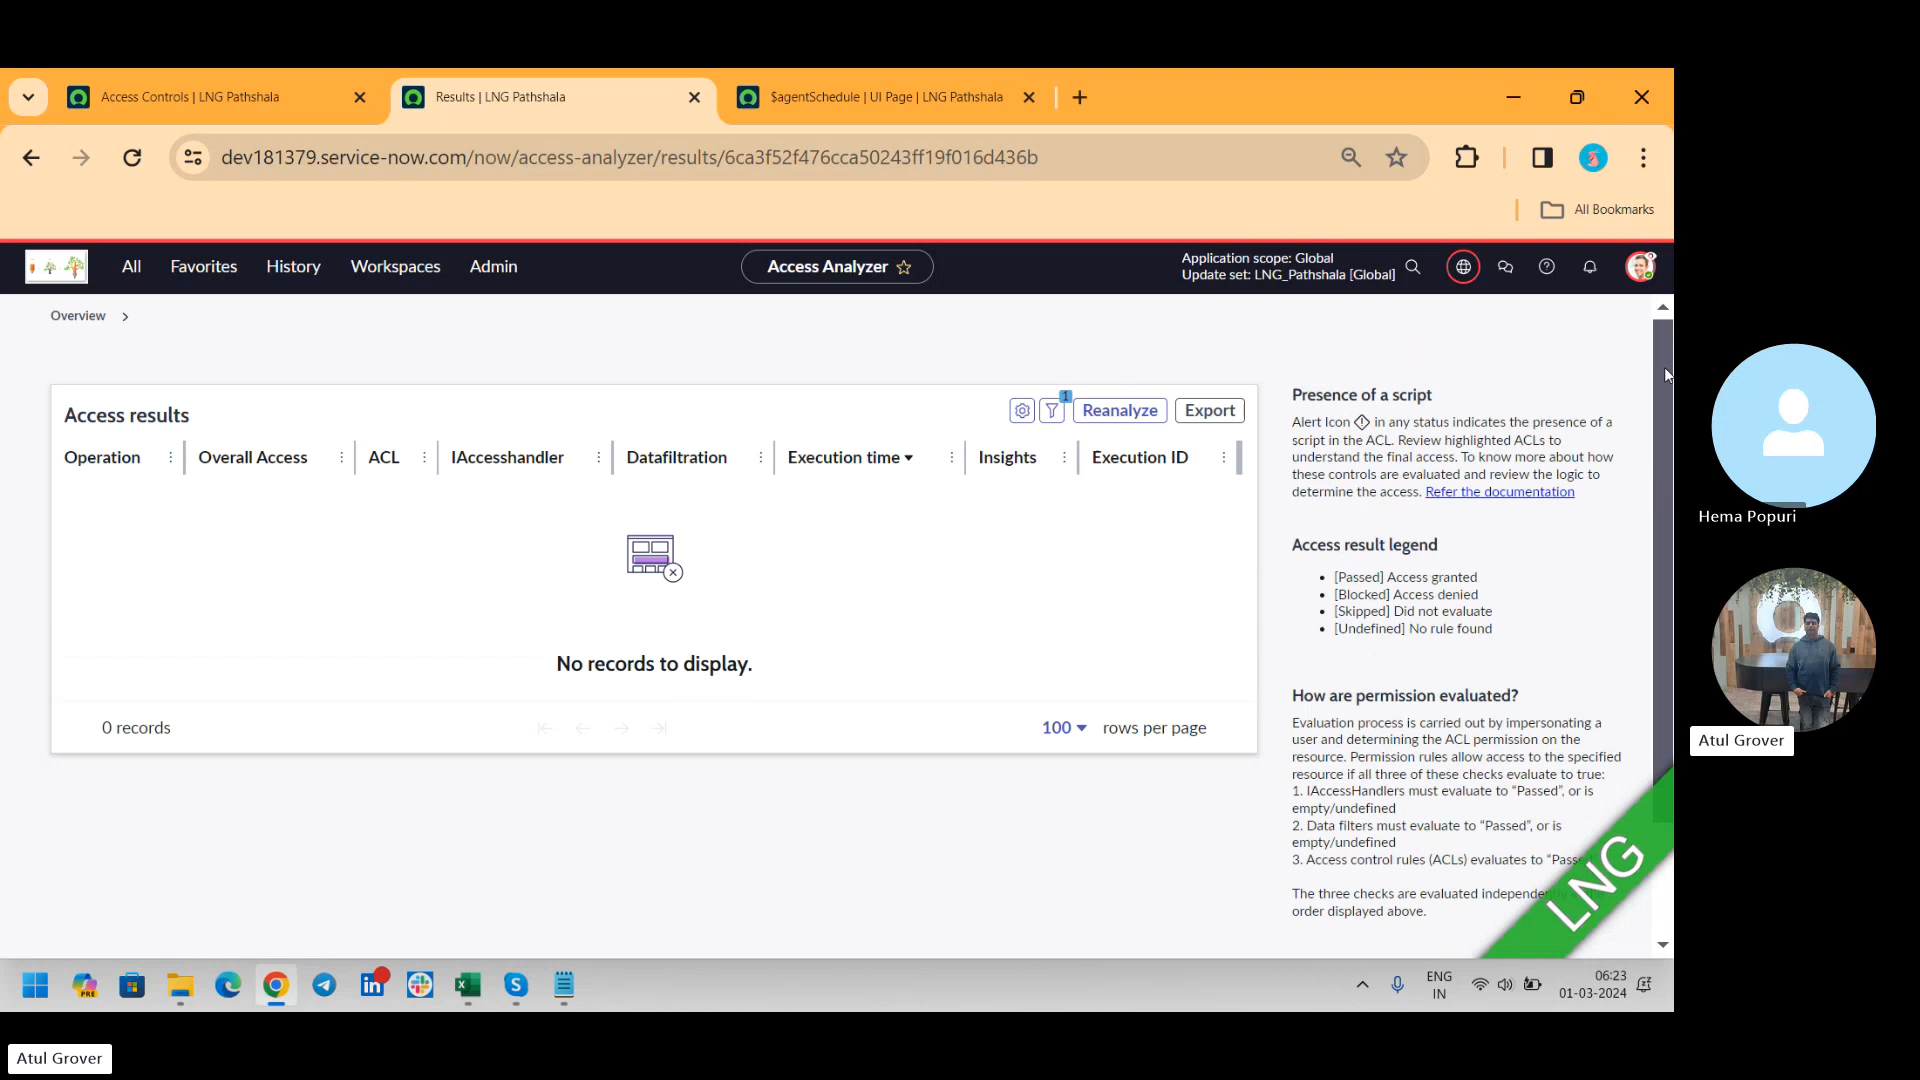 Access Controls | LNG Pathshala
Results | LNG Pathshala
$agentSchedule | UI Page | LNG Pathshala
dev181379.service-now.com/now/access-analyzer/results/6ca3f52f476cca50243ff19f016d436b
All Bookmarks
All
Favorites
History
Workspaces
Admin
Access Analyzer
Application scope: Global
Update set: LNG_Pathshala [Global]
Overview
Access results
1
Reanalyze
Export
Operation
Overall Access
ACL
IAccesshandler
Datafiltration
Execution time
Insights
Execution ID
No records to display.
0 records
100
rows per page
Presence of a script
Alert Icon in any status indicates the presence of a
script in the ACL. Review highlighted ACLs to
understand the final access. To know more about how
these controls are evaluated and review the logic to
determine the access. Refer the documentation
Access result legend
[Passed] Access granted
[Blocked] Access denied
[Skipped] Did not evaluate
[Undefined] No rule found
How are permission evaluated?
Evaluation process is carried out by impersonating a
user and determining the ACL permission on the
resource. Permission rules allow access to the specified
resource if all three of these checks evaluate to true:
1. IAccessHandlers must evaluate to “Passed”, or is
empty/undefined
2. Data filters must evaluate to “Passed”, or is
empty/undefined
3. Access control rules (ACLs) evaluates to
The three checks are evaluated
order displayed above.
LNG
Hema Popuri
Atul Grover
PRE
ENG
IN
06:23
01-03-2024
Atul Grover